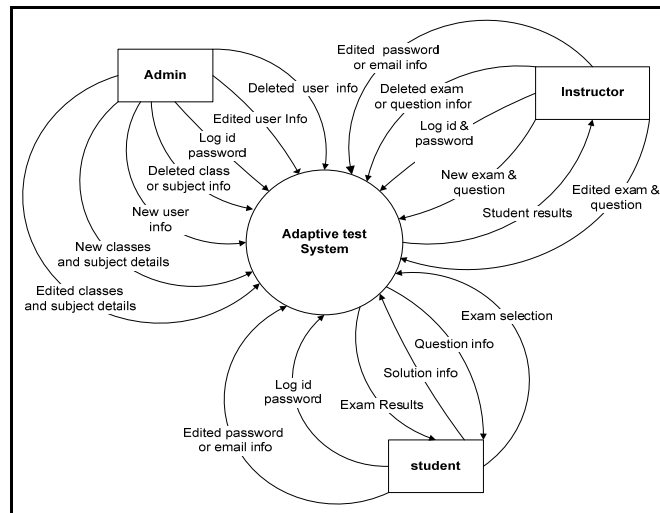 Admin
Deleted user info
Edited user Info
Log id
password
Deleted class
or subject info
New user
info
New classes
and subject details
Edited classes
and subject details
Edited password
or email info
Deleted exam
or question infor
Log id &
password
New exam &
question
Student results
Edited exam &
question
Instructor
Adaptive test
System
Exam selection
Question info
Solution info
Exam Results
Log id
password
Edited password
or email info
student